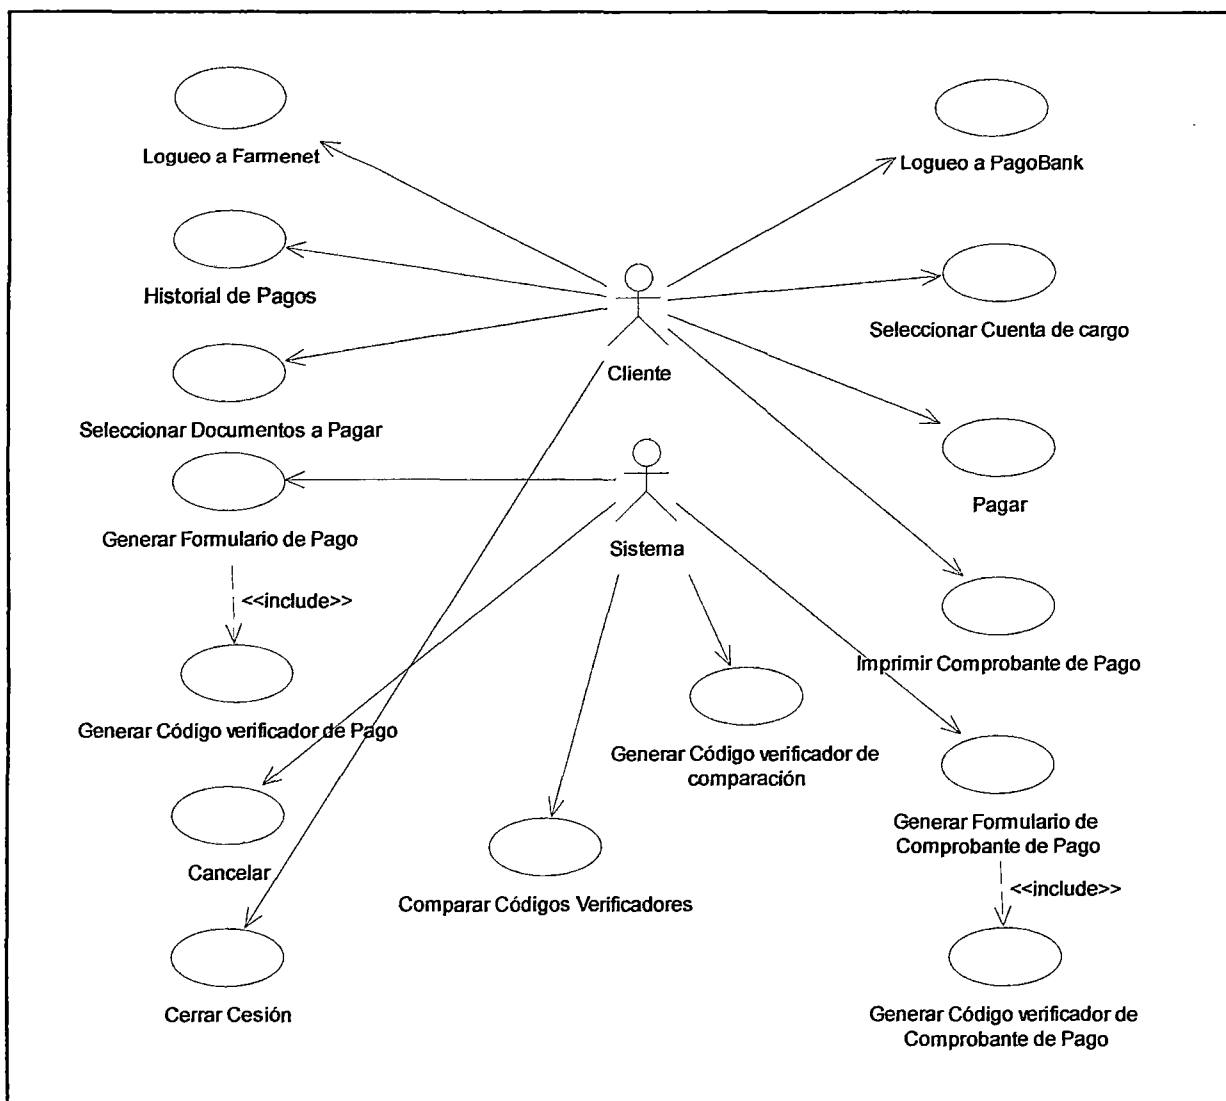 Logueo a Farmenet
Logueo a PagoBank
Historial de Pagos
Seleccionar Cuenta de cargo
Cliente
Seleccionar Documentos a Pagar
Pagar
Generar Formulario de Pago
Sistema
<<include>>
Imprimir Comprobante de Pago
Generar Código verificador de Pago
Generar Código verificador de
comparación
Generar Formulario de
Comprobante de Pago
Cancelar
<<include>>
Comparar Códigos Verificadores
Cerrar Cesión
Generar Código verificador de
Comprobante de Pago